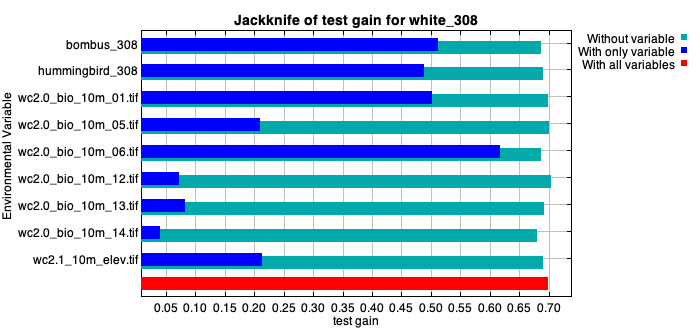 Jackknife of test gain for white_308
Without variable
With only variable
With all variables
Environmental Variable
bombus_308
hummingbird_308
wc2.0_bio_10m_01.tif
wc2.0_bio_10m_05.tif
wc2.0_bio_10m_06.tif
wc2.0_bio_10m_12.tif
wc2.0_bio_10m_13.tif
wc2.0_bio_10m_14.tif
wc2.1_10m_elev.tif
0.05 0.10 0.15 0.20 0.25 0.30 0.35 0.40 0.45 0.50 0.55 0.60 0.65 0.70
test gain